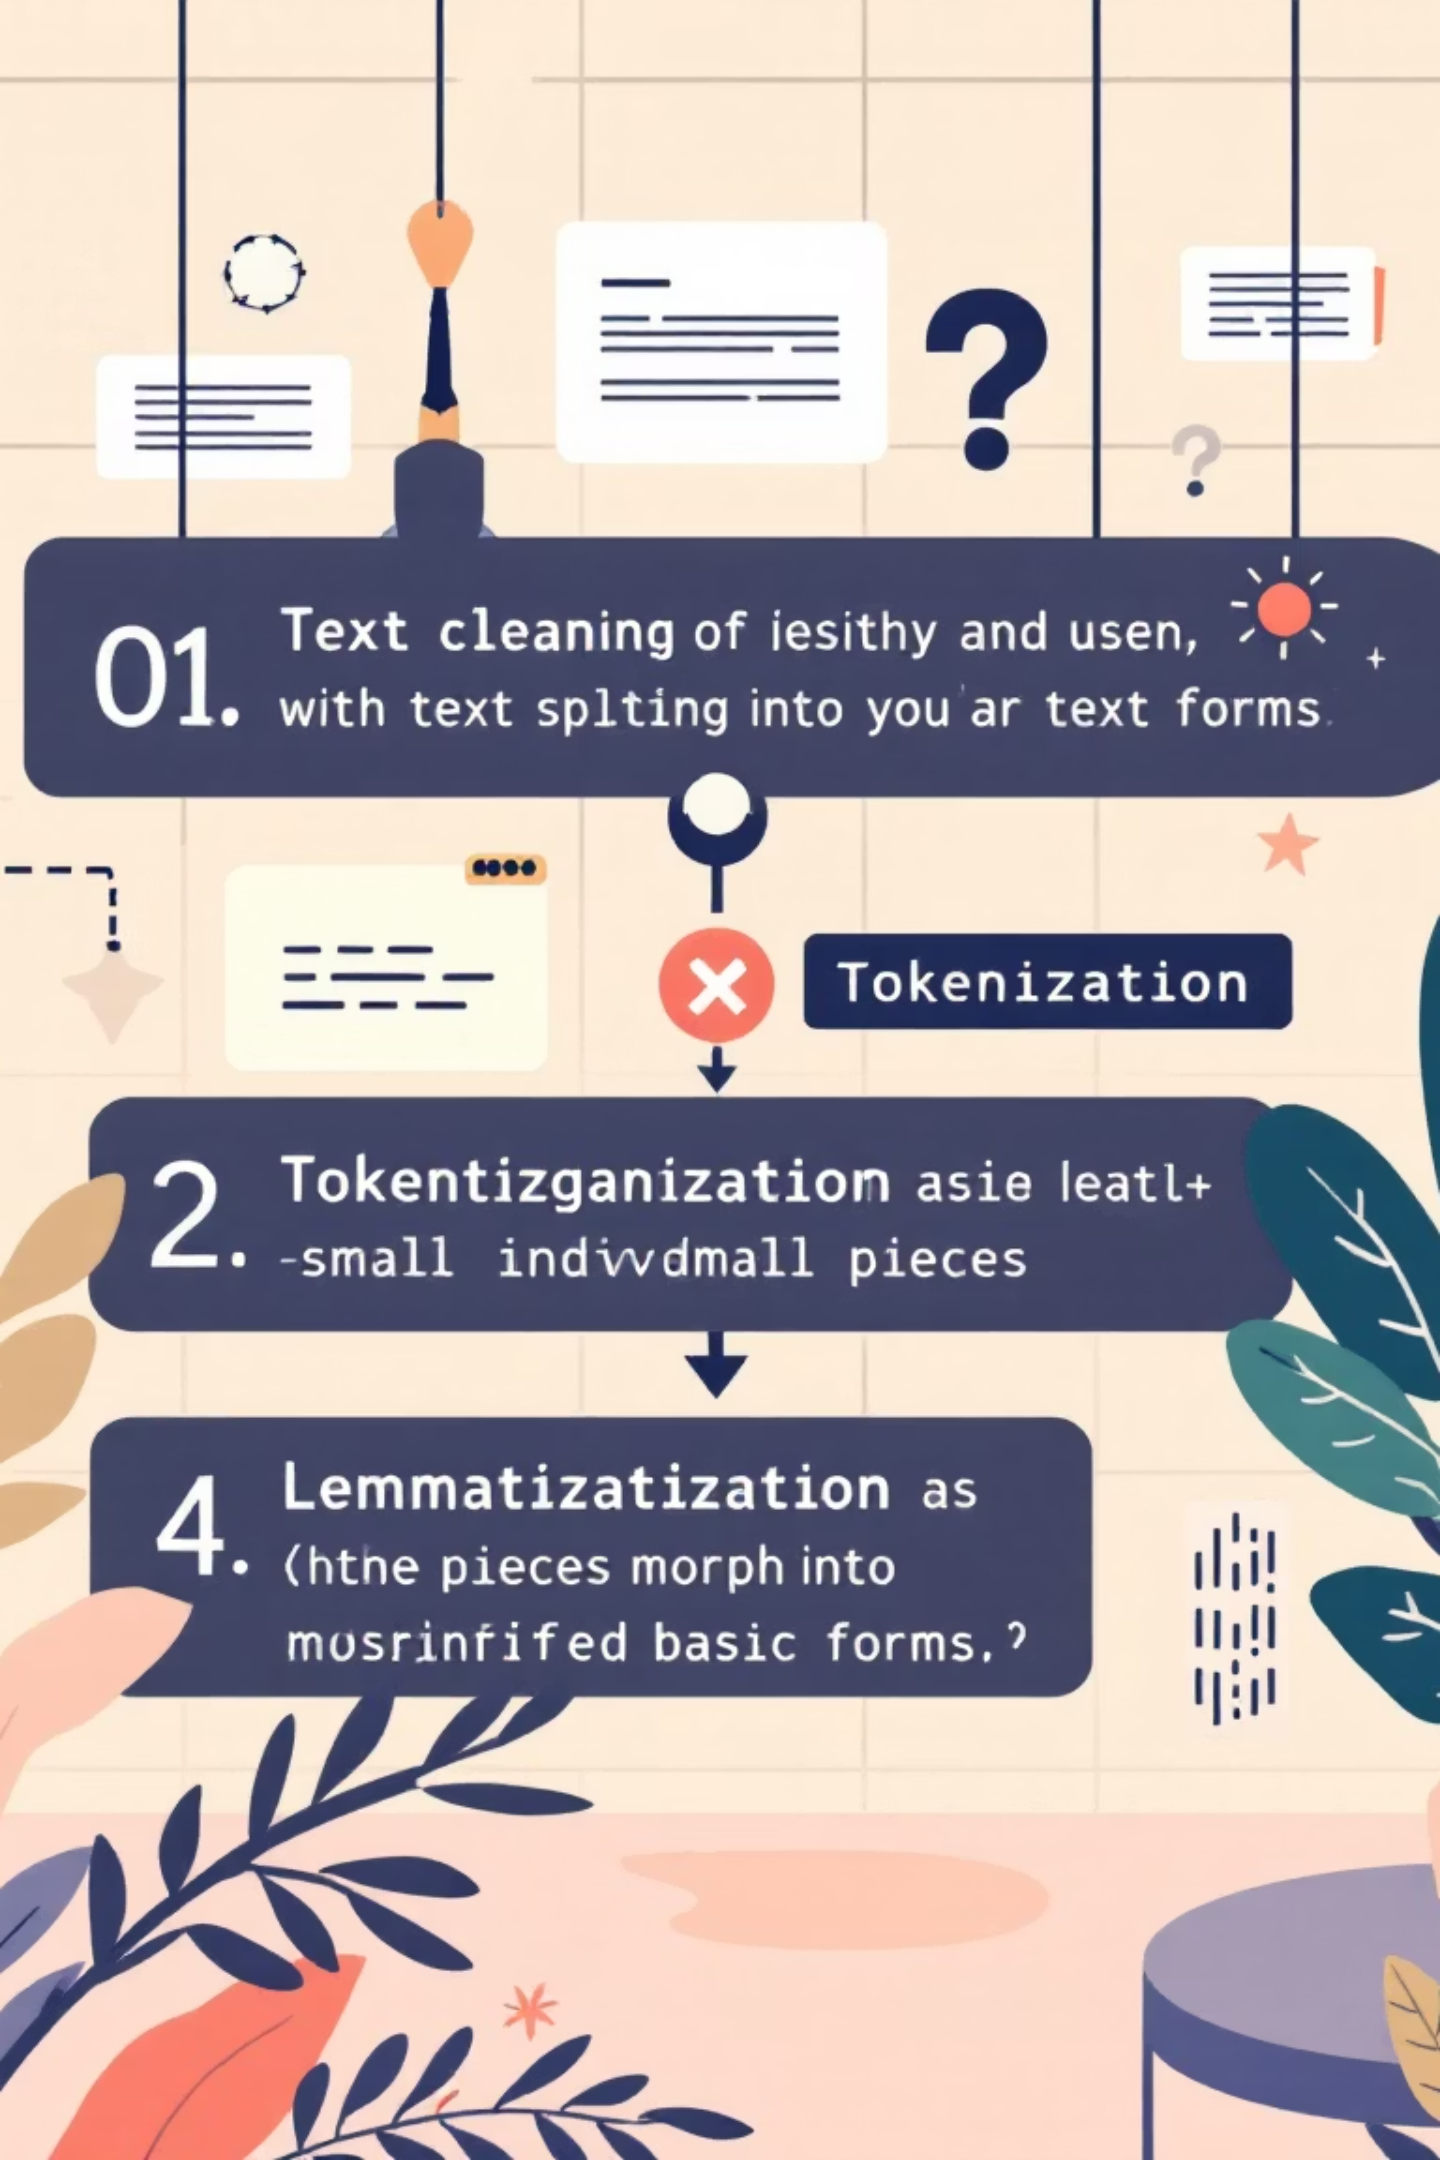 01. Text cleaning of iesithy and usen,
with text splting into you'ar text forms.
Tokenization
2. Tokentizganization asie leatl+
-small indivvdmall pieces
4. Lemmatizatization as
(hthe pieces morph into
mosrinfifed basic forms.?